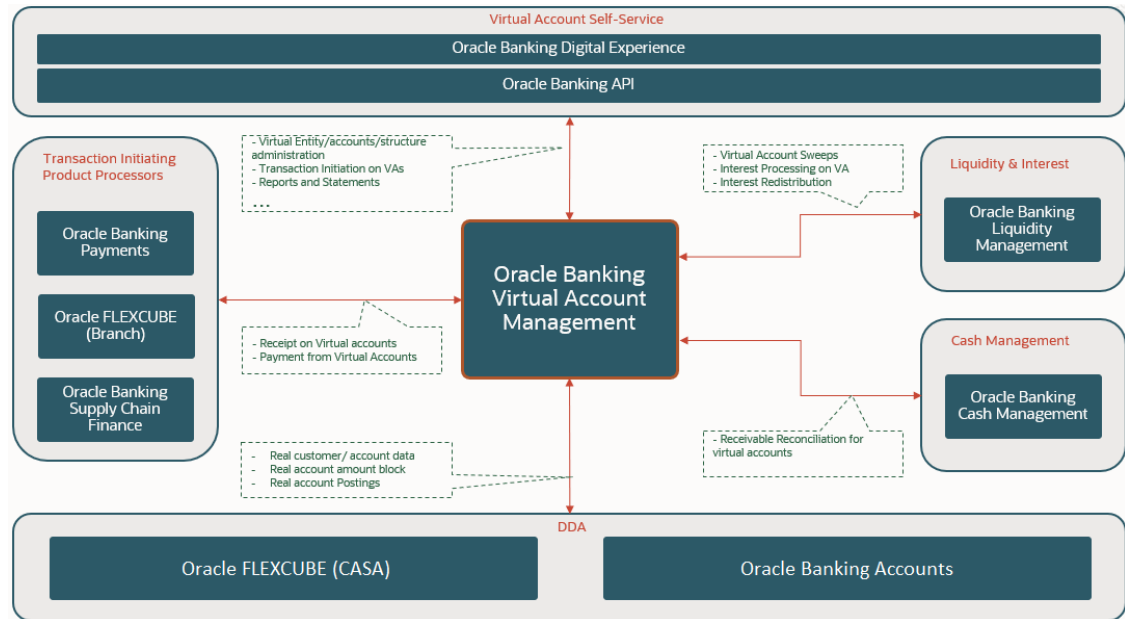 Virtual Account Self-Service
Oracle Banking Digital Experience
Oracle Banking API
- Virtual Entity/accounts/structure
administration
- Transaction Initiation on VAs
- Reports and Statements
...
- Virtual Account Sweeps
- Interest Processing on VA
- Interest Redistribution
Transaction Initiating
Product Processors
Oracle Banking
Payments
Oracle FLEXCUBE
(Branch)
Oracle Banking
Supply Chain
Finance
- Receipt on Virtual accounts
- Payment from Virtual Accounts
Oracle Banking
Virtual Account
Management
Liquidity & Interest
Oracle Banking
Liquidity
Management
Cash Management
Oracle Banking
Cash Management
- Receivable Reconciliation for
virtual accounts
- Real customer/ account data
- Real account amount block
- Real account Postings
DDA
Oracle FLEXCUBE (CASA)
Oracle Banking Accounts